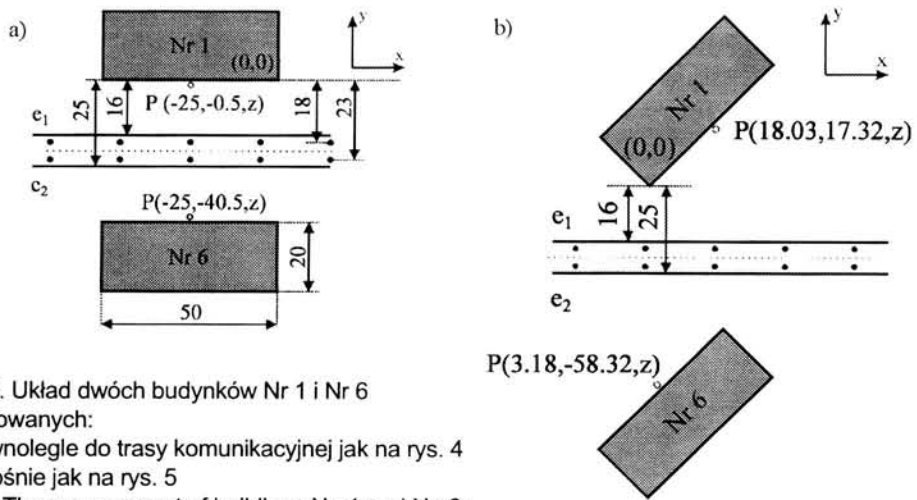 a)
Nr 1
(0,0)
y
x
25
16
P (-25,-0.5,z)
18
23
e₁
c₂
P(-25,-40.5,z)
Nr 6
20
50
b)
Nr 1
(0,0)
y
x
P(18.03,17.32,z)
16
25
e₁
e₂
P(3.18,-58.32,z)
Nr 6
. Układ dwóch budynków Nr 1 i Nr 6
owanych:
vnolegle do trasy komunikacyjnej jak na rys. 4
ośnie jak na rys. 5